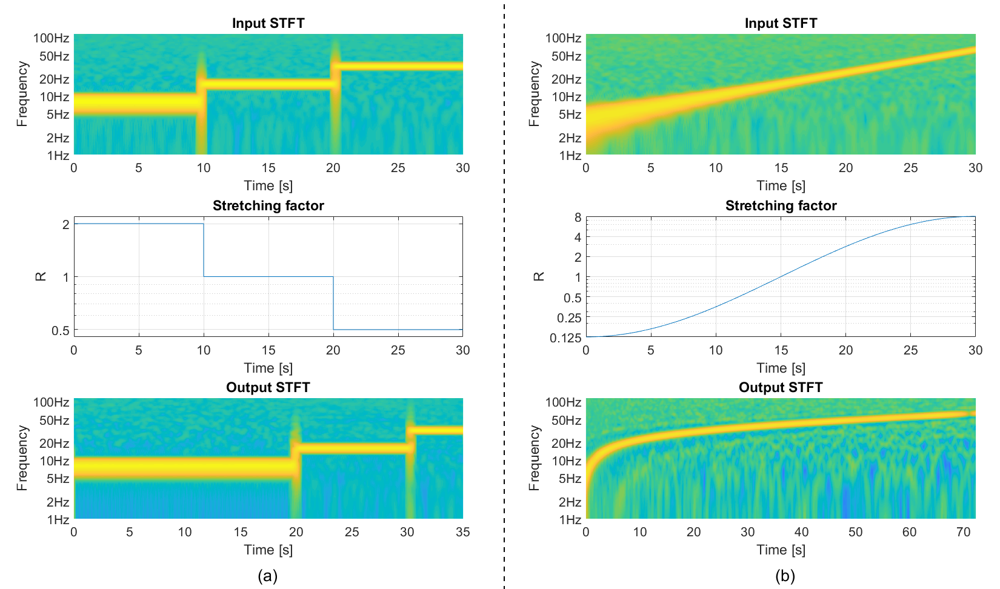 Input STFT
100Hz
50Hz
20Hz
10Hz
5Hz
2Hz
1Hz
Frequency
0 5 10 15 20 25 30
Time [s]
Stretching factor
2
1
0.5
R
0 5 10 15 20 25 30
Time [s]
Output STFT
100Hz
50Hz
20Hz
10Hz
5Hz
2Hz
1Hz
Frequency
0 5 10 15 20 25 30 35
Time [s]
(a)
Input STFT
100Hz
50Hz
20Hz
10Hz
5Hz
2Hz
1Hz
Frequency
0 5 10 15 20 25 30
Time [s]
Stretching factor
8
4
2
1
0.5
0.25
0.125
R
0 5 10 15 20 25 30
Time [s]
Output STFT
100Hz
50Hz
20Hz
10Hz
5Hz
2Hz
1Hz
Frequency
0 10 20 30 40 50 60 70
Time [s]
(b)